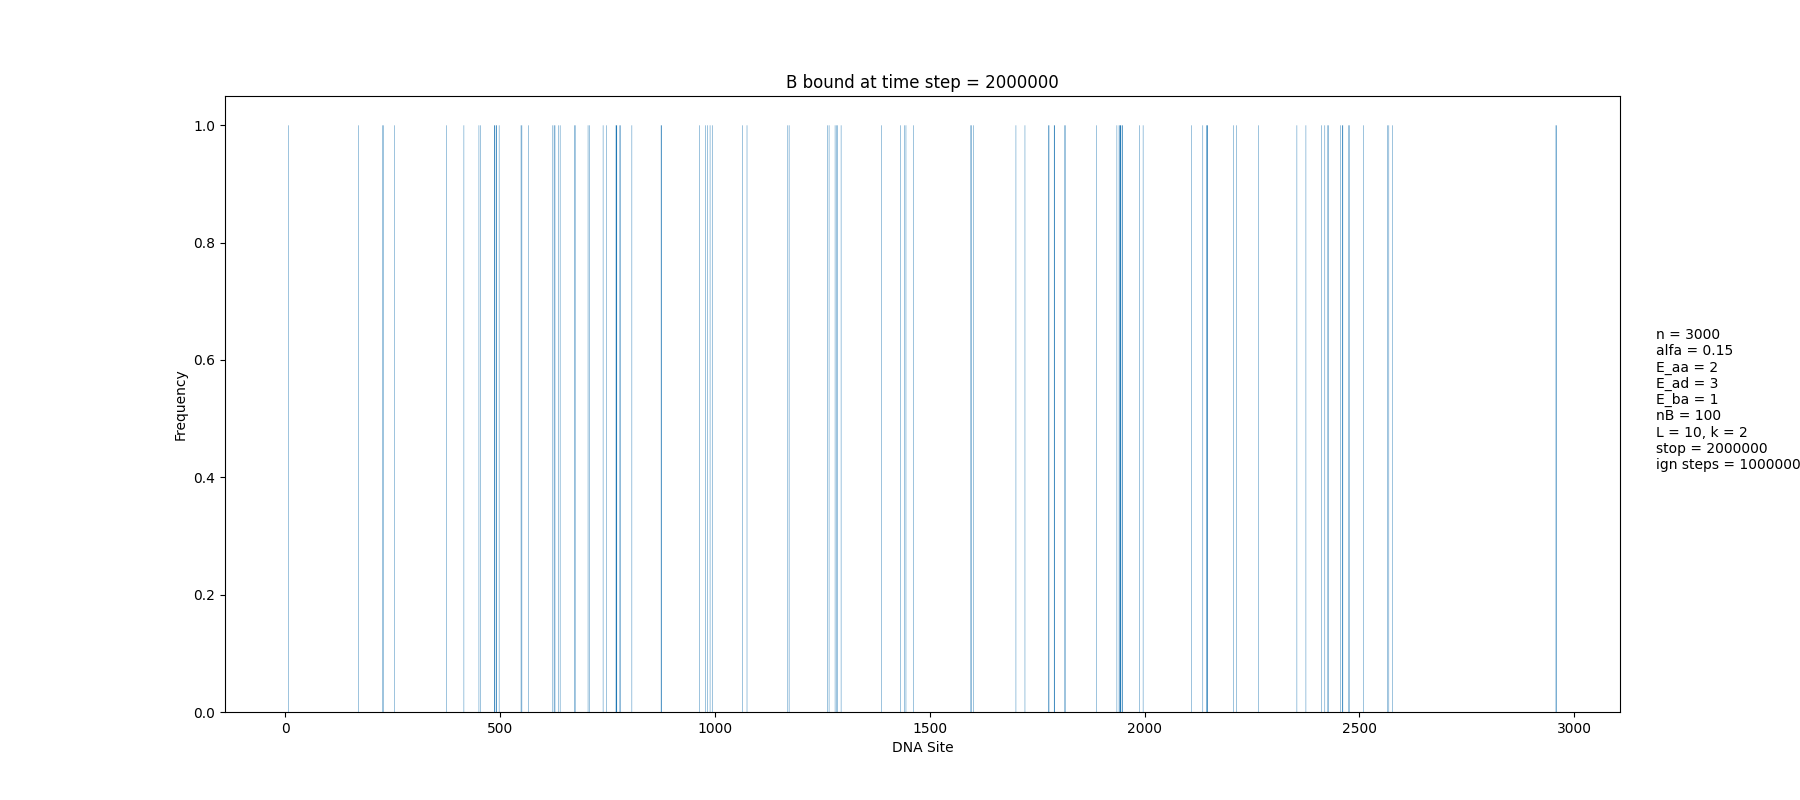 B bound at time step = 2000000
1.0
0.8
0.6
0.4
0.2
0.0
Frequency
0 500 1000 1500 2000 2500 3000
DNA Site
n = 3000
alfa = 0.15
E_aa = 2
E_ad = 3
E_ba = 1
nB = 100
L = 10, k = 2
stop = 2000000
ign steps = 1000000